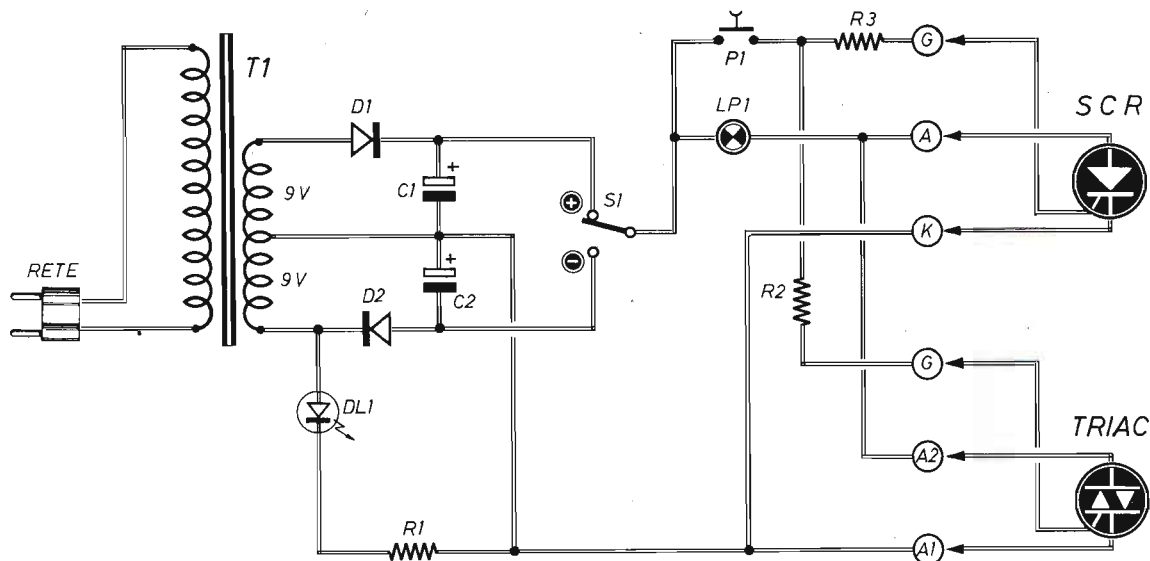 P1
R3
G
T1
D1
LP1
A
SCR
+
C1
9V
+
S1
K
RETE
9V
+
C2
D2
-
R2
G
DL1
TRIAC
A2
R1
A1